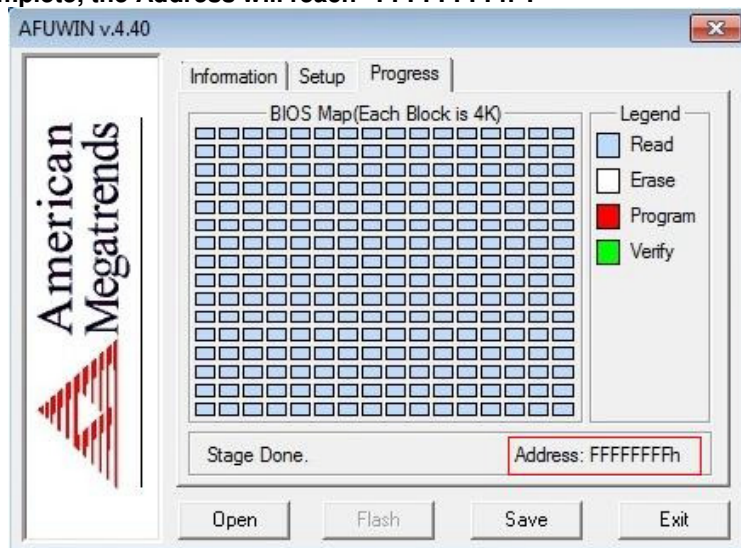 AFUWIN v.4.40
Information
Setup
Progress
BIOS Map(Each Block is 4K)
Legend
Read
Erase
Program
Verify
American
Megatrends
Stage Done.
Address: FFFFFFFFh
Open
Flash
Save
Exit